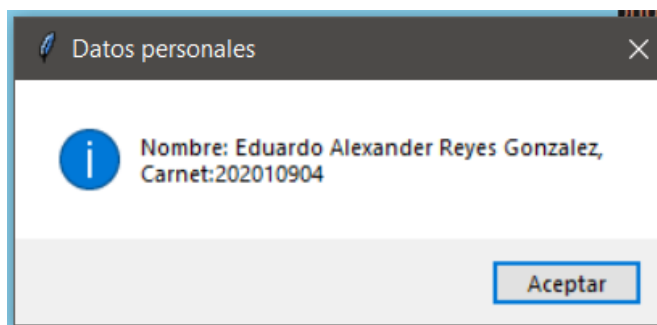 Datos personales
Nombre: Eduardo Alexander Reyes Gonzalez,
Carnet:202010904
Aceptar